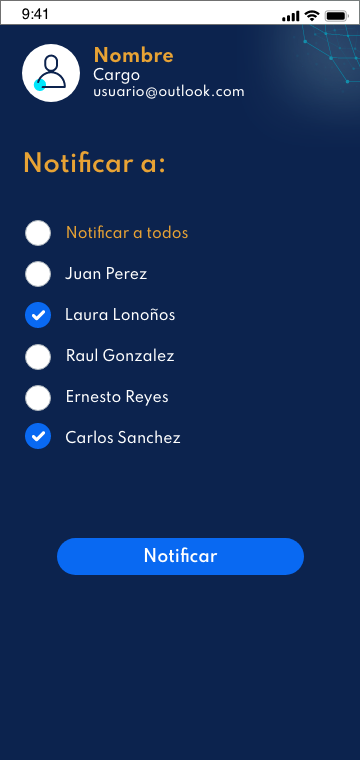 9:41
Nombre
Cargo
usuario@outlook.com
Notificar a:
Notificar a todos
Juan Perez
Laura Lonoños
Raul Gonzalez
Ernesto Reyes
Carlos Sanchez
Notificar